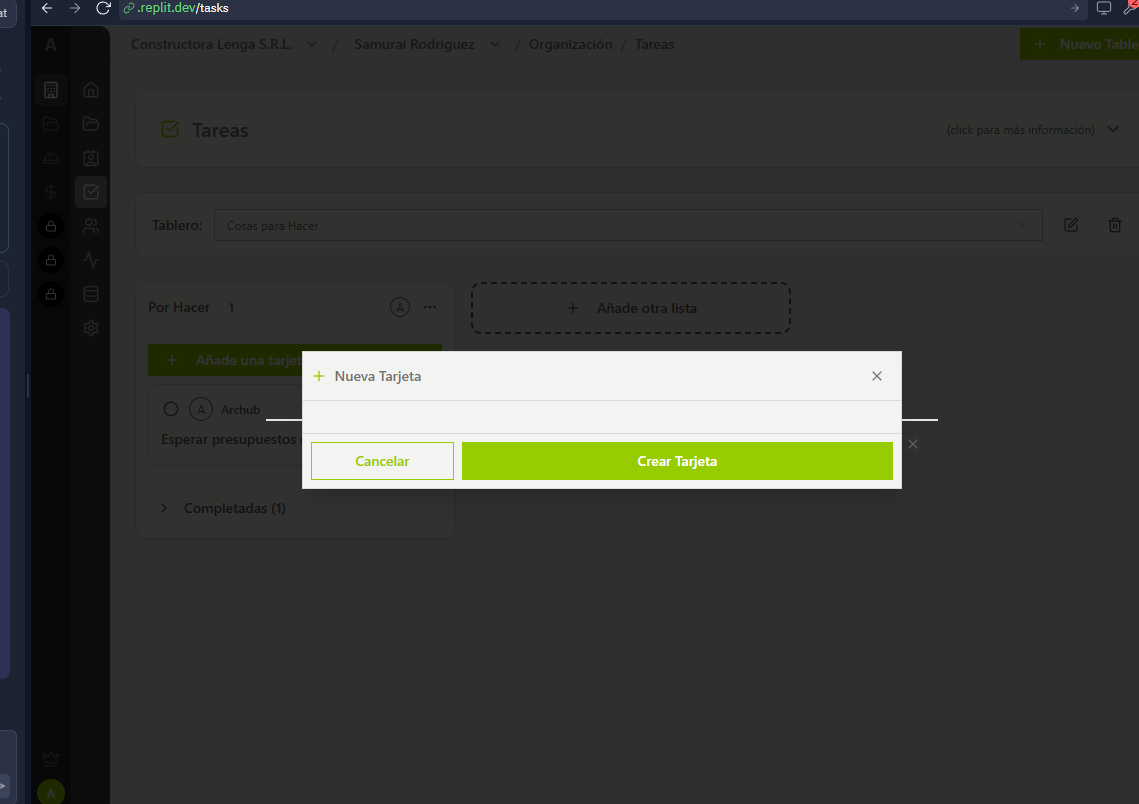 at
.replit.dev/tasks
A
Constructora Lenga S.R.L. / Samurai Rodriguez / Organización / Tareas
+ Nuevo Table
Tareas
(click para más información)
Tablero: Cosas para Hacer
Por Hacer 1 A ...
+ Añade otra lista
+ Añade una tarjet
+ Nueva Tarjeta
A Archub
Esperar presupuestos
Cancelar
Crear Tarjeta
Completadas (1)
A